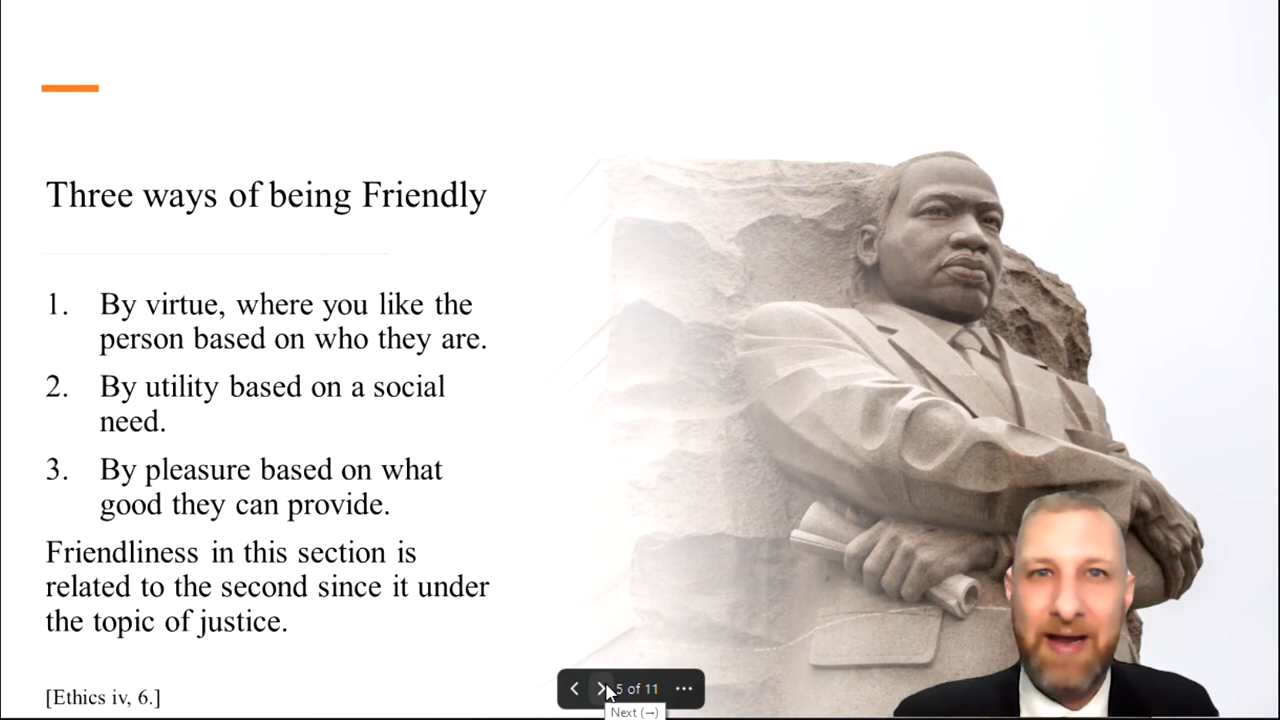 Three ways of being Friendly
1. By virtue, where you like the
person based on who they are.
2. By utility based on a social
need.
3. By pleasure based on what
good they can provide.
Friendliness in this section is
related to the second since it under
the topic of justice.
[Ethics iv, 6.]
5 of 11
Next (→)